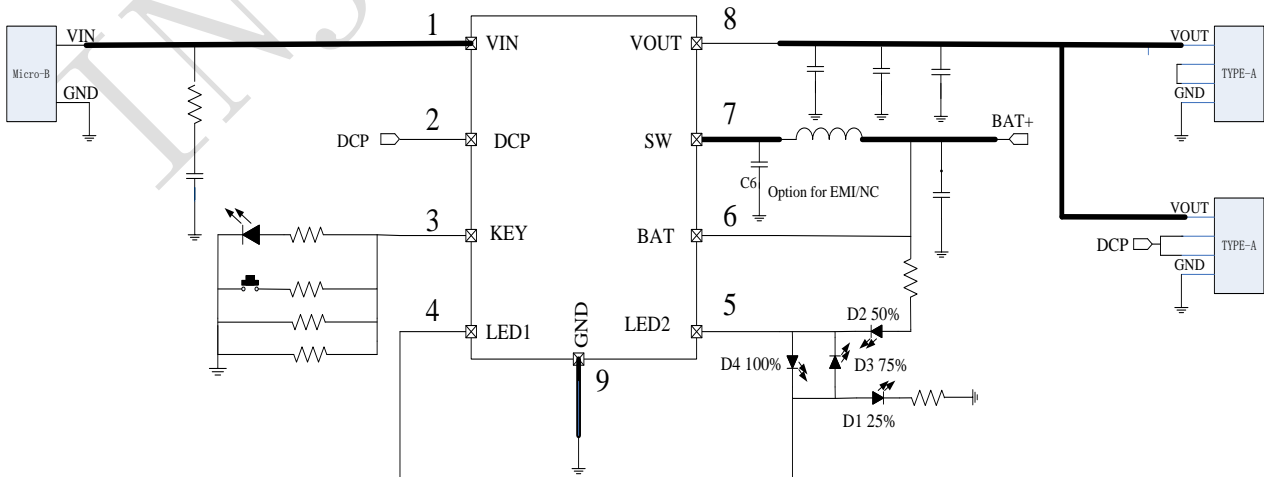 1
8
VIN
VIN
VOUT
VOUT
Micro-B
TYPE-A
GND
GND
2
7
BAT+
DCP
DCP
SW
C6
Option for EMI/NC
3
6
VOUT
KEY
BAT
DCP
TYPE-A
GND
4
5
LED1
GND
LED2
D2 50%
D4 100%
D3 75%
9
D1 25%